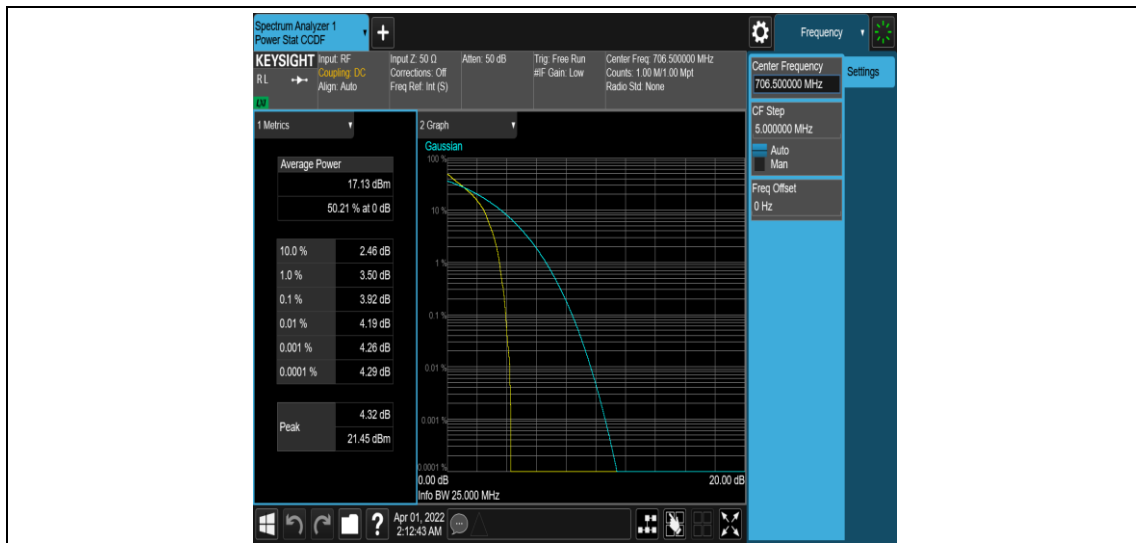 Spectrum Analyzer 1
Power Stat CCDF
+
Frequency
KEYSIGHT
RL
LXI
Input: RF
Coupling: DC
Align: Auto
Input Z: 50 Ω
Corrections: Off
Freq Ref: Int (S)
Atten: 50 dB
Trig: Free Run
#IF Gain: Low
Center Freq: 706.500000 MHz
Counts: 1.00 M/1.00 Mpt
Radio Std: None
Center Frequency
706.500000 MHz
Settings
CF Step
5.000000 MHz
Auto
Man
Freq Offset
0 Hz
1 Metrics
Average Power
17.13 dBm
50.21 % at 0 dB
10.0 % 2.46 dB
1.0 % 3.50 dB
0.1 % 3.92 dB
0.01 % 4.19 dB
0.001 % 4.26 dB
0.0001 % 4.29 dB
Peak 4.32 dB
21.45 dBm
2 Graph
Gaussian
100 %
10 %
1 %
0.1 %
0.01 %
0.001 %
0.0001 %
0.00 dB 20.00 dB
Info BW 25.000 MHz
?
Apr 01, 2022
2:12:43 AM